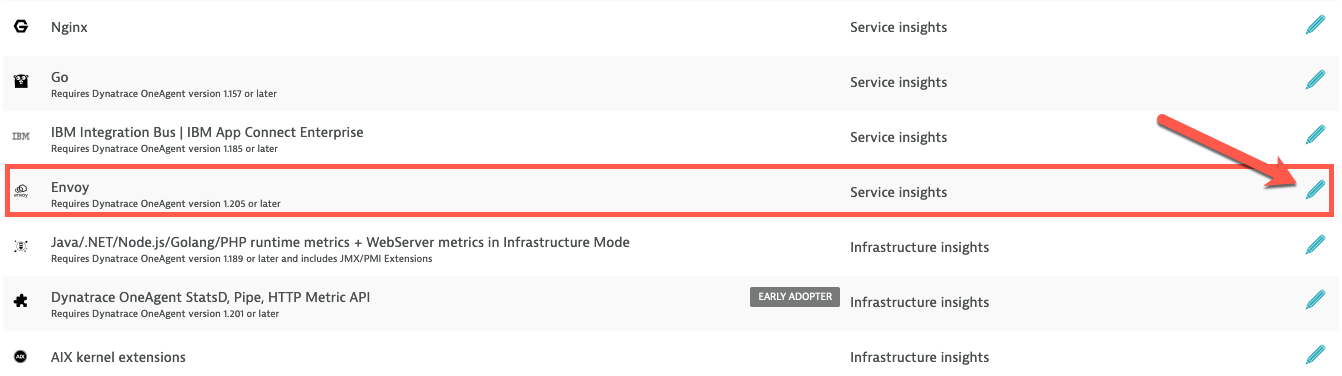 Nginx
Service insights
Go
Requires Dynatrace OneAgent version 1.157 or later
Service insights
IBM
IBM Integration Bus | IBM App Connect Enterprise
Requires Dynatrace OneAgent version 1.185 or later
Service insights
envoy
Envoy
Requires Dynatrace OneAgent version 1.205 or later
Service insights
Java/.NET/Node.js/Golang/PHP runtime metrics + WebServer metrics in Infrastructure Mode
Requires Dynatrace OneAgent version 1.189 or later and includes JMX/PMI Extensions
Infrastructure insights
Dynatrace OneAgent StatsD, Pipe, HTTP Metric API
Requires Dynatrace OneAgent version 1.201 or later
EARLY ADOPTER
Infrastructure insights
AIX
AIX kernel extensions
Infrastructure insights